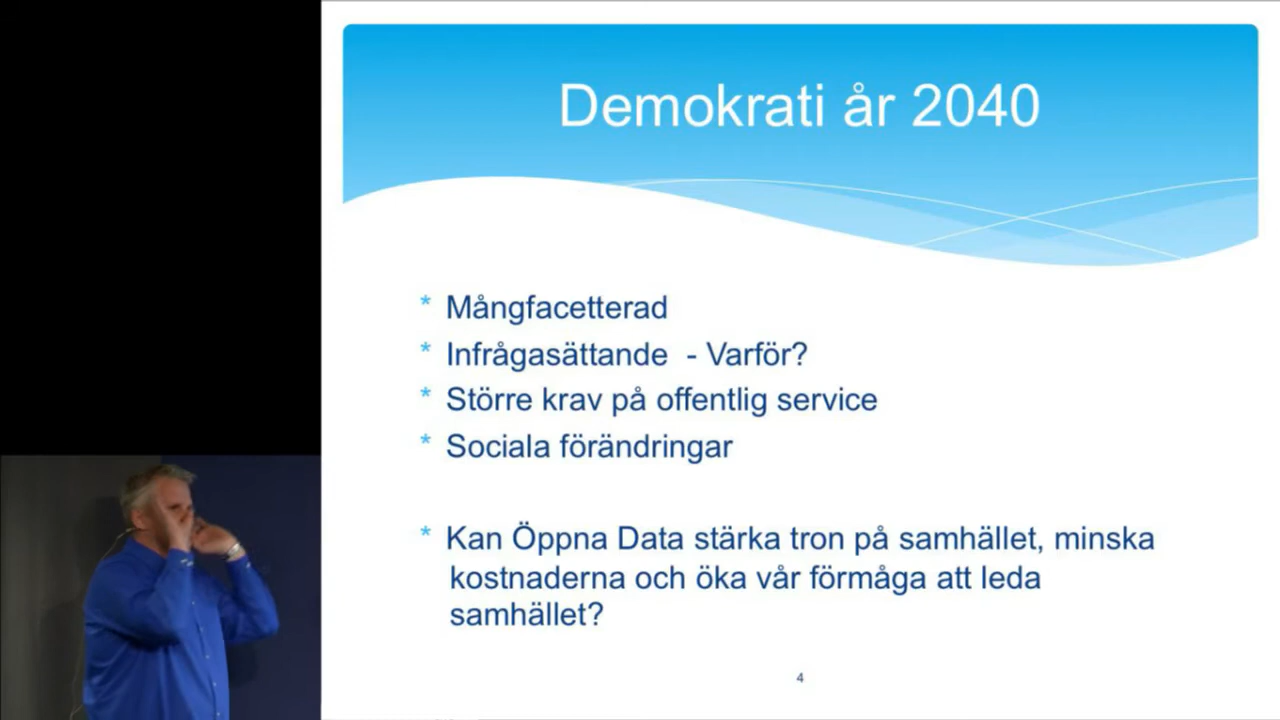 Demokrati år 2040
* Mångfacetterad
* Infrågasättande - Varför?
* Större krav på offentlig service
* Sociala förändringar
* Kan Öppna Data stärka tron på samhället, minska
kostnaderna och öka vår förmåga att leda
samhället?
4